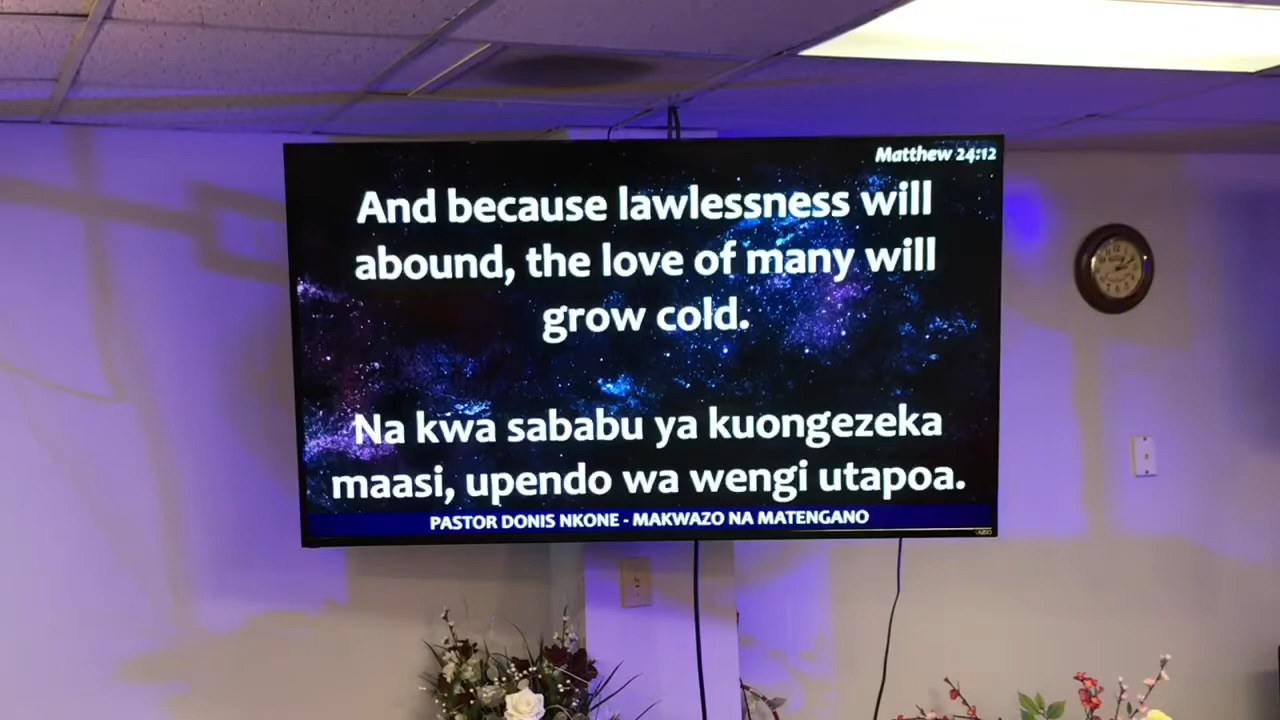 Matthew 24:12
And because lawlessness will
abound, the love of many will
grow cold.
Na kwa sababu ya kuongezeka
maasi, upendo wa wengi utapoa.
PASTOR DONIS NKONE - MAKWAZO NA MATENGANO
VIZIO